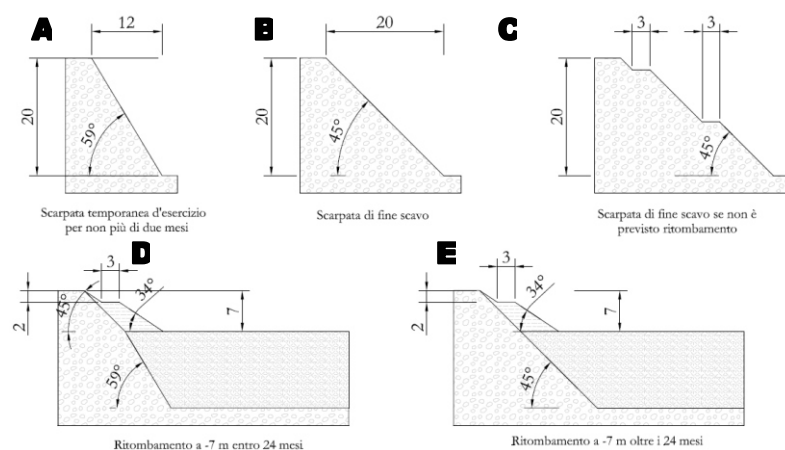 A
12
20
59°
Scarpata temporanea d'esercizio
per non più di due mesi
B
20
20
45°
Scarpata di fine scavo
C
3
3
20
45°
Scarpata di fine scavo se non è
previsto ritombamento
D
3
2
45°
34°
7
59°
Ritombamento a -7 m entro 24 mesi
E
3
2
34°
7
45°
Ritombamento a -7 m oltre i 24 mesi